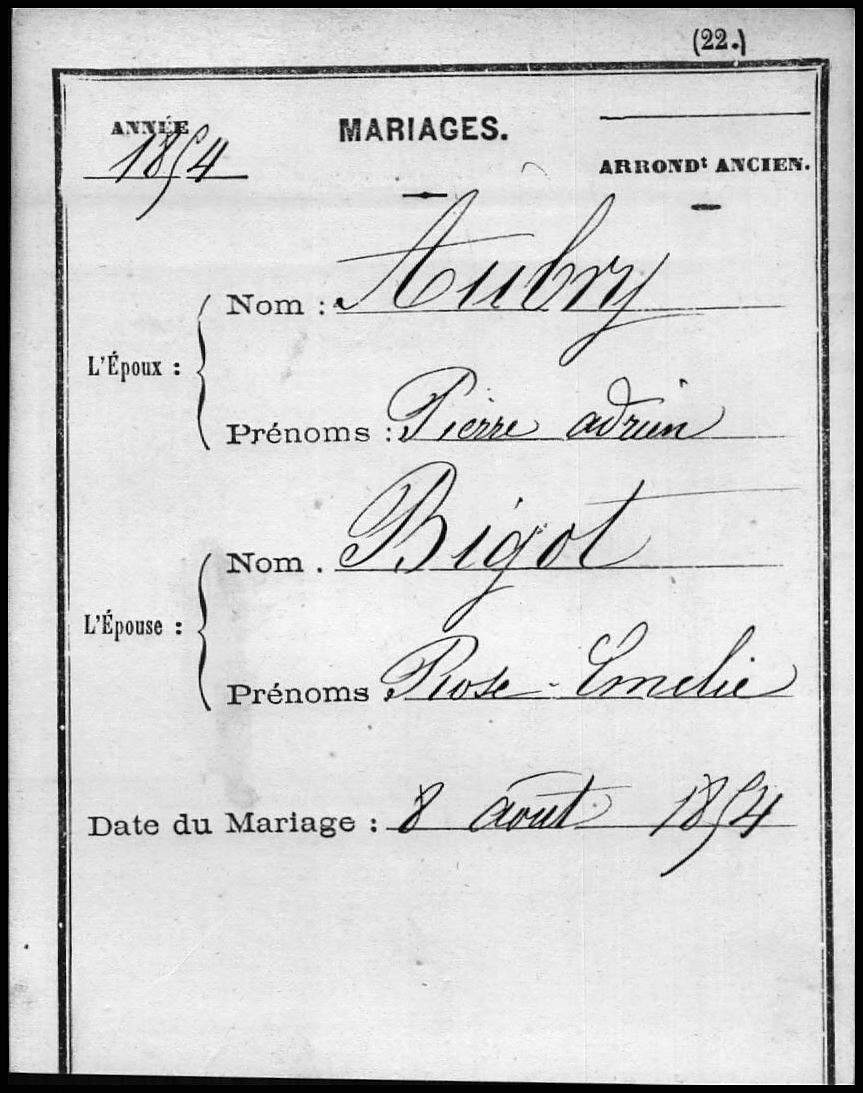 (22.)
ANNÉE
MARIAGES.
1854
ARRONDᵗ ANCIEN.
L'Époux :
Nom : Aubry
Prénoms : Pierre adrien
L'Épouse :
Nom . Bigot
Prénoms . Rose-Emelie
Date du Mariage : 8 août 1854